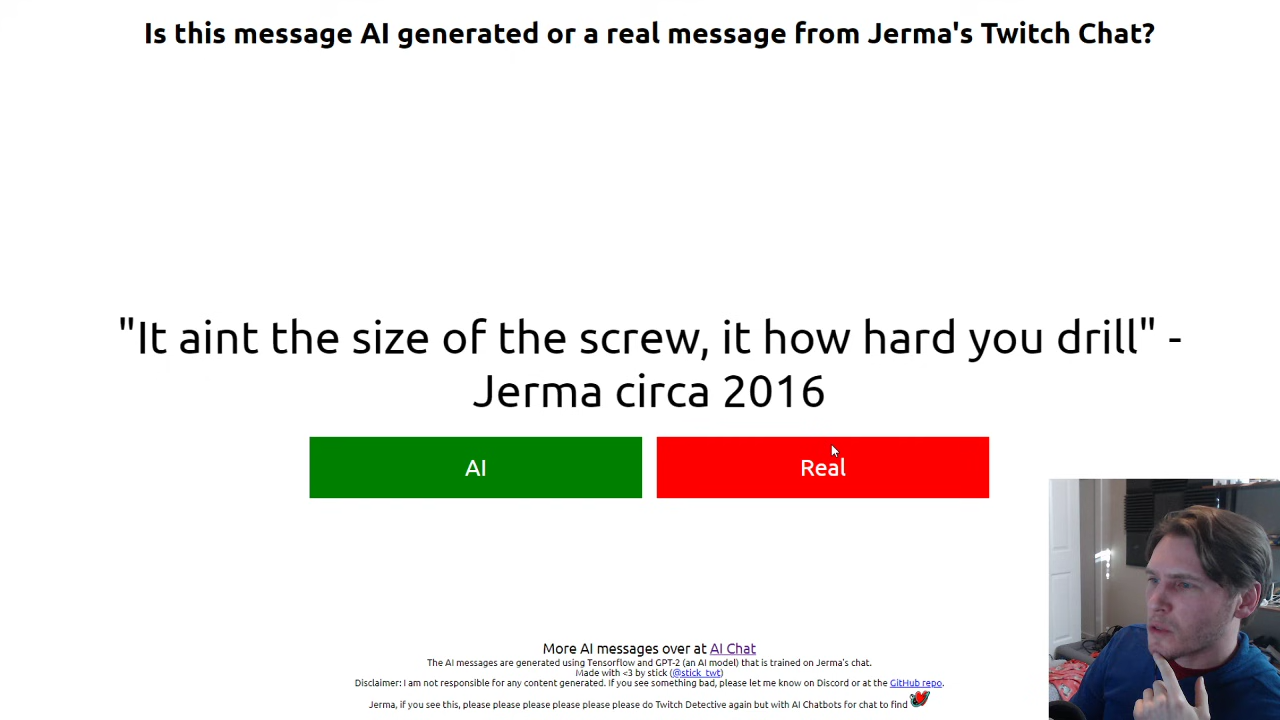 Is this message AI generated or a real message from Jerma's Twitch Chat?
"It aint the size of the screw, it how hard you drill" -
Jerma circa 2016
AI
Real
More AI messages over at AI Chat
The AI messages are generated using Tensorflow and GPT-2 (an AI model) that is trained on Jerma's chat.
Made with <3 by stick (@stick_twt)
Disclaimer: I am not responsible for any content generated. If you see something bad, please let me know on Discord or at the GitHub repo.
Jerma, if you see this, please please please please please do Twitch Detective again but with AI Chatbots for chat to find